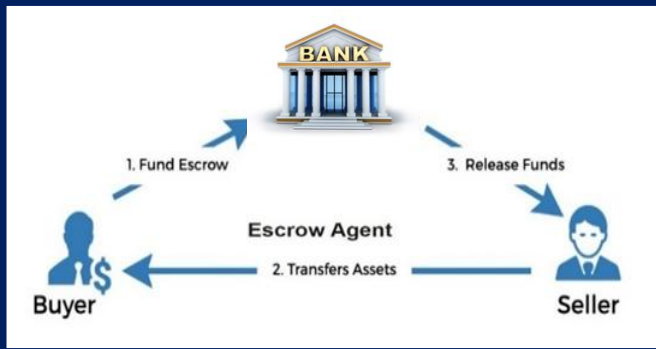 BANK
1. Fund Escrow
3. Release Funds
Escrow Agent
2. Transfers Assets
$
Buyer
Seller